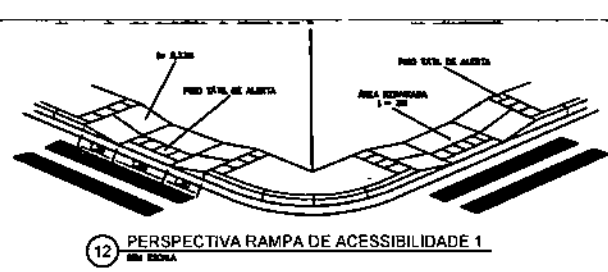 PISO TÁTIL DE ALERTA
PISO TÁTIL DE ALERTA
ÁREA REBAIXADA
12
PERSPECTIVA RAMPA DE ACESSIBILIDADE 1
SEM ESCALA